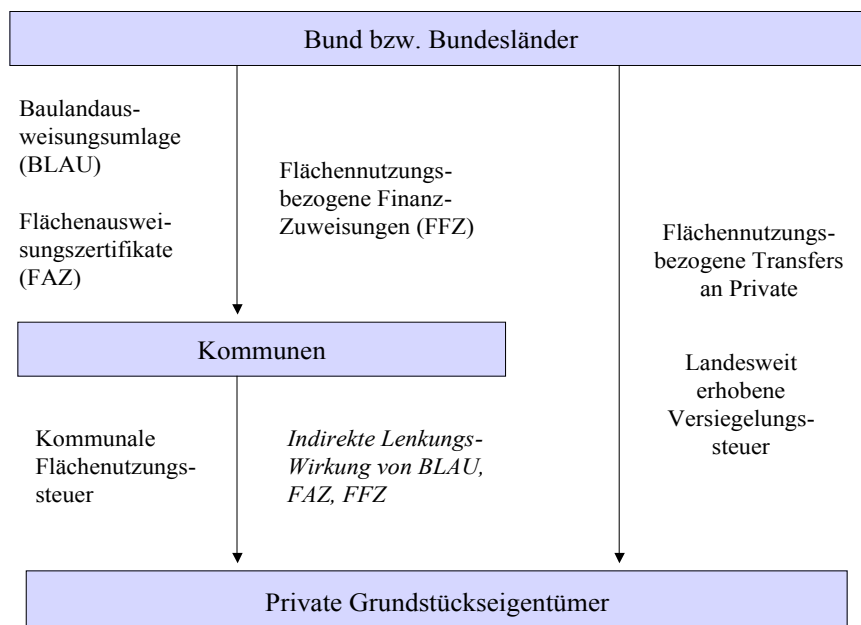 Bund bzw. Bundesländer
Baulandaus-
weisungsumlage
(BLAU)
Flächenauswei-
sungszertifikate
(FAZ)
Flächennutzungs-
bezogene Finanz-
Zuweisungen (FFZ)
Flächennutzungs-
bezogene Transfers
an Private
Landesweit
erhobene
Versiegelungs-
steuer
Kommunen
Kommunale
Flächenutzungs-
steuer
Indirekte Lenkungs-
Wirkung von BLAU,
FAZ, FFZ
Private Grundstückseigentümer